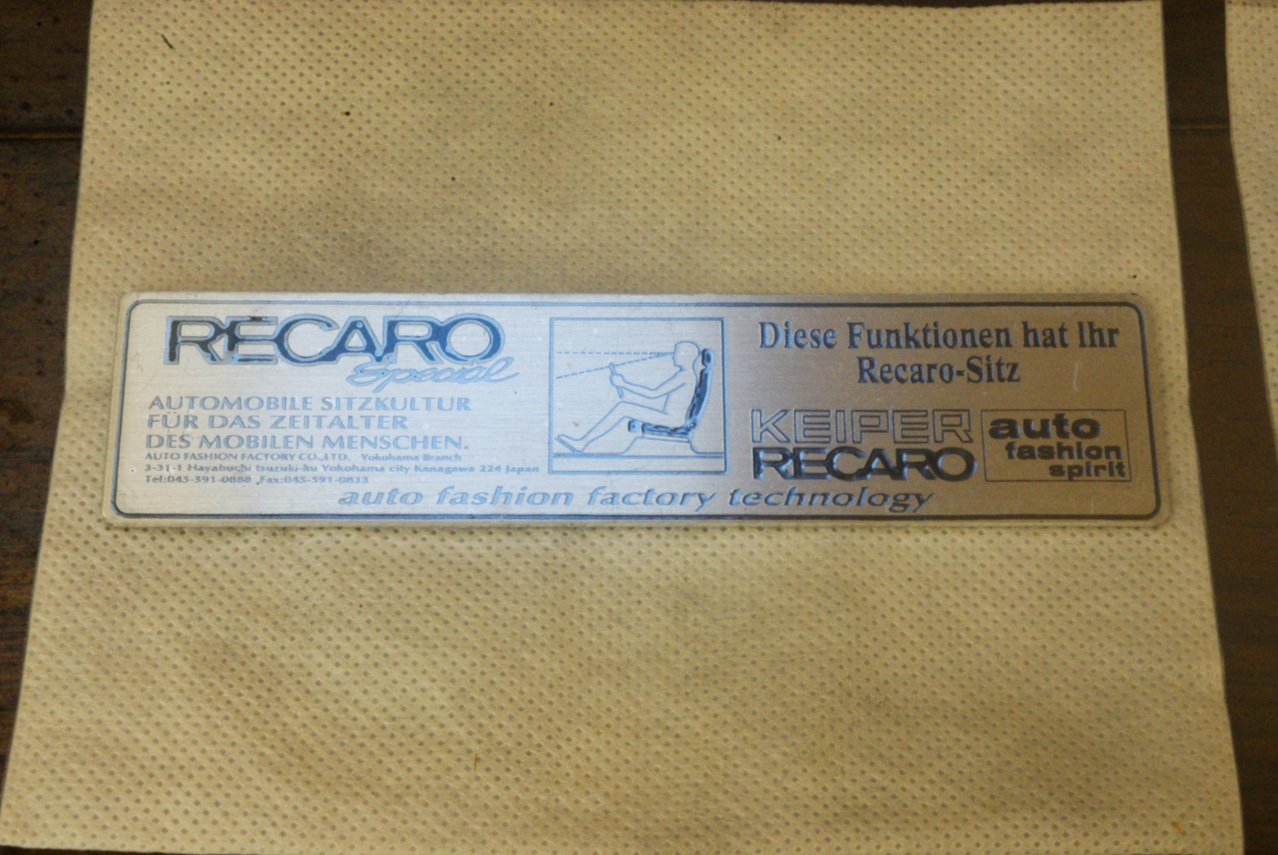 RECARO
Special
AUTOMOBILE SITZKULTUR
FÜR DAS ZEITALTER
DES MOBILEN MENSCHEN.
AUTO FASHION FACTORY CO.,LTD. Yokohama Branch
3-31-1 Hayabuchi tsuzuki-ku Yokohama city Kanagawa 224 Japan
Tel:045-591-0888 Fax:045-591-0832
Diese Funktionen hat Ihr
Recaro-Sitz
KEIPER
RECARO
auto
fashion
spirit
auto fashion factory technology